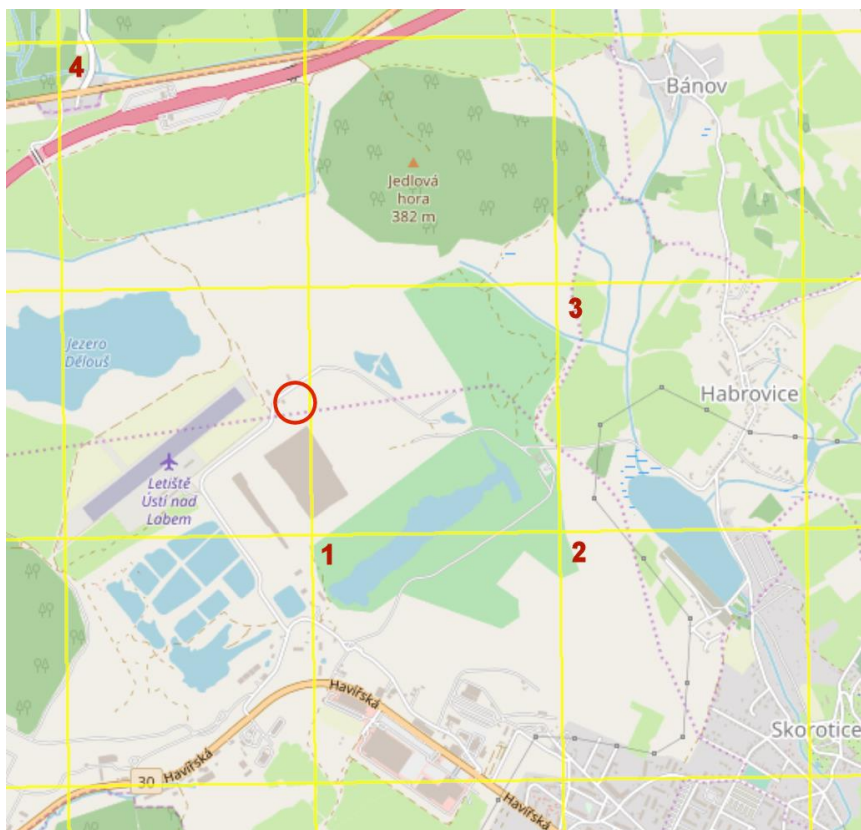 4
Bánov
Jedlová
hora
382 m
3
Jezero
Délouš
Habrovice
Letiště
Ústí nad
Labem
1
2
Havířská
Skorotice
30
Havířská
Havířská